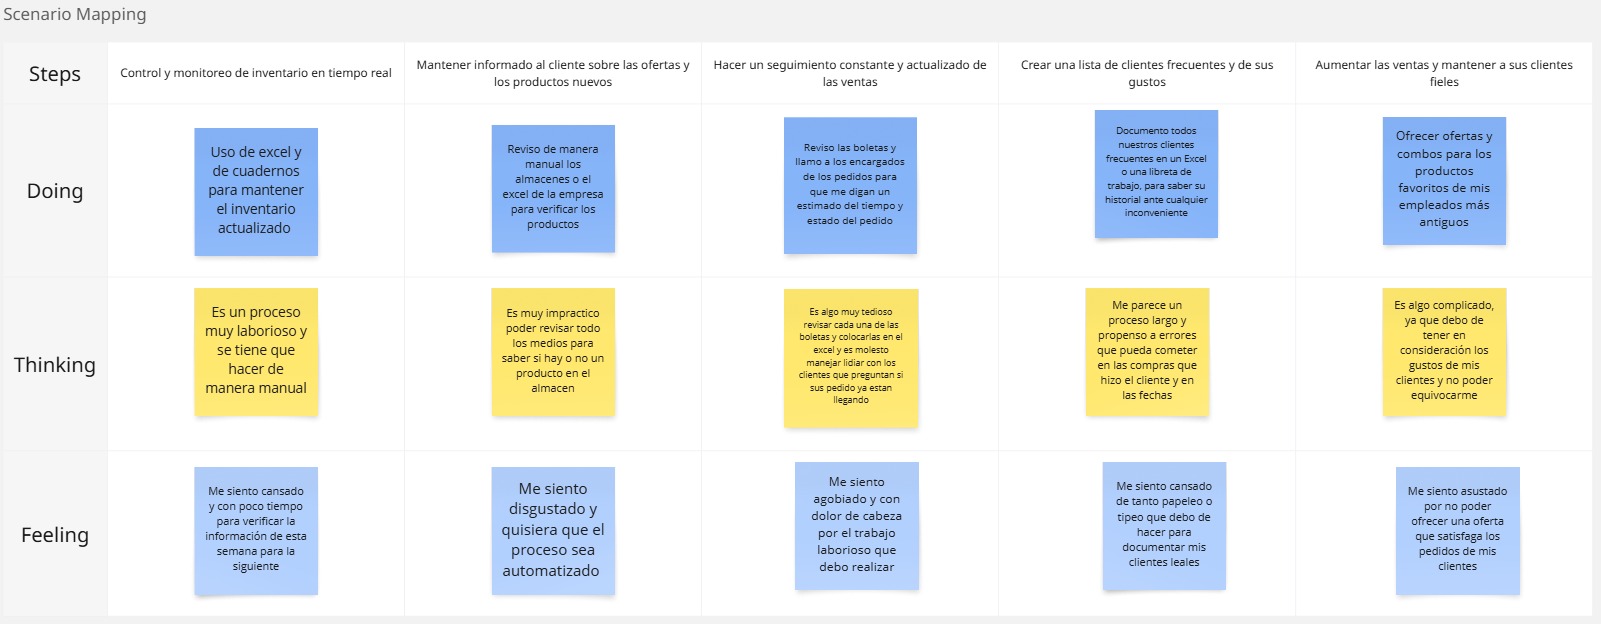 Scenario Mapping
Steps
Control y monitoreo de inventario en tiempo real
Mantener informado al cliente sobre las ofertas y
los productos nuevos
Hacer un seguimiento constante y actualizado de
las ventas
Crear una lista de clientes frecuentes y de sus
gustos
Aumentar las ventas y mantener a sus clientes
fieles
Doing
Uso de excel y
de cuadernos
para mantener
el inventario
actualizado
Reviso de manera
manual los
almacenes o el
excel de la empresa
para verificar los
productos
Reviso las boletas y
llamo a los encargados
de los pedidos para
que me digan un
estimado del tiempo y
estado del pedido
Documento todos
nuestros clientes
frecuentes en un Excel
o una libreta de
trabajo, para saber su
historial ante cualquier
inconveniente
Ofrecer ofertas y
combos para los
productos
favoritos de mis
empleados más
antiguos
Thinking
Es un proceso
muy laborioso y
se tiene que
hacer de
manera manual
Es muy impractico
poder revisar todo
los medios para
saber si hay o no un
producto en el
almacen
Es algo muy tedioso
revisar cada una de las
boletas y colocarlas en el
excel y es molesto
manejar lidiar con los
clientes que preguntan si
sus pedido ya estan
llegando
Me parece un
proceso largo y
propenso a errores
que pueda cometer
en las compras que
hizo el cliente y en
las fechas
Es algo complicado,
ya que debo de
tener en
consideración los
gustos de mis
clientes y no poder
equivocarme
Feeling
Me siento cansado
y con poco tiempo
para verificar la
información de esta
semana para la
siguiente
Me siento
disgustado y
quisiera que el
proceso sea
automatizado
Me siento
agobiado y con
dolor de cabeza
por el trabajo
laborioso que
debo realizar
Me siento cansado
de tanto papeleo o
tipeo que debo de
hacer para
documentar mis
clientes leales
Me siento asustado
por no poder
ofrecer una oferta
que satisfaga los
pedidos de mis
clientes